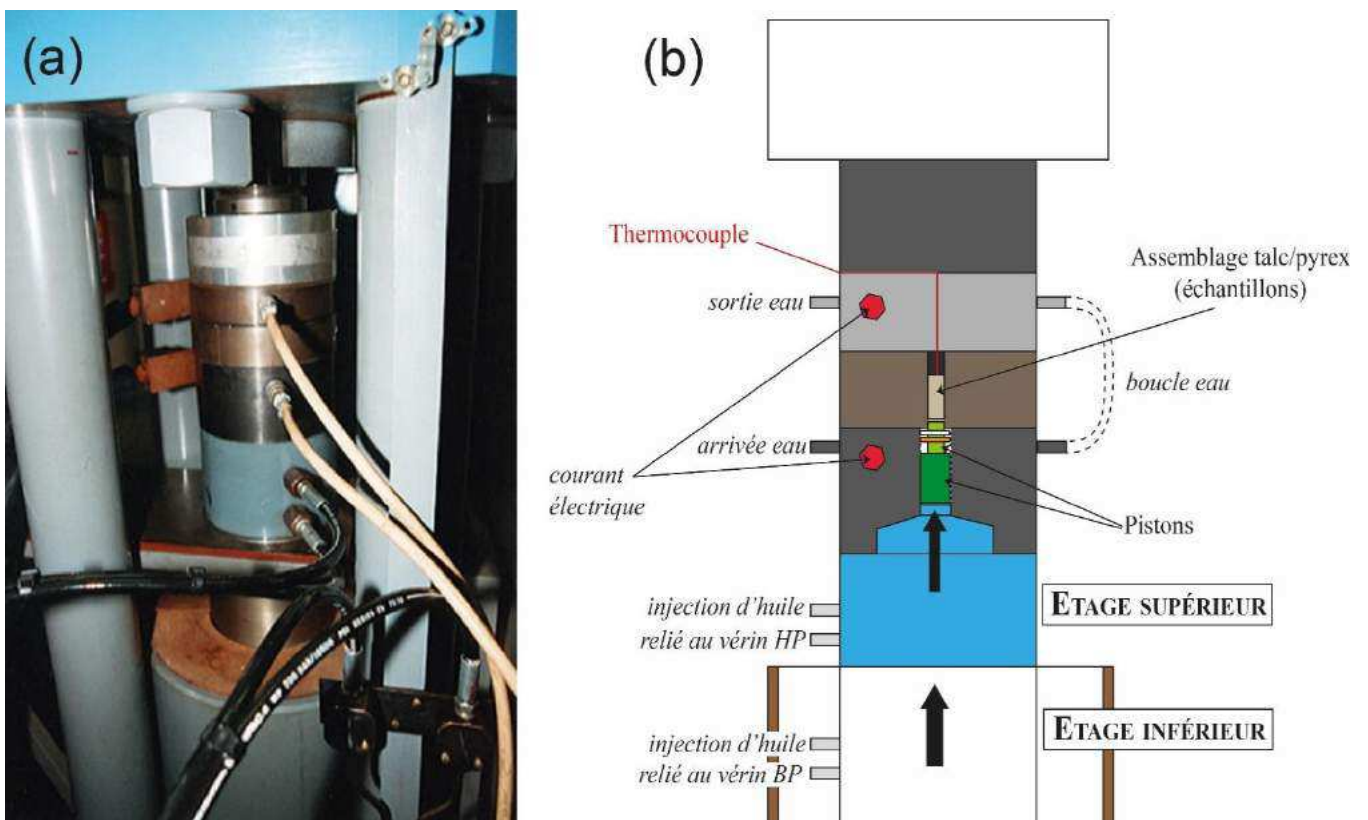 (a)
(b)
Thermocouple
Assemblage talc/pyrex
(échantillons)
sortie eau
boucle eau
arrivée eau
courant
électrique
Pistons
injection d'huile
ETAGE SUPÉRIEUR
relié au vérin HP
ETAGE INFÉRIEUR
injection d'huile
relié au vérin BP